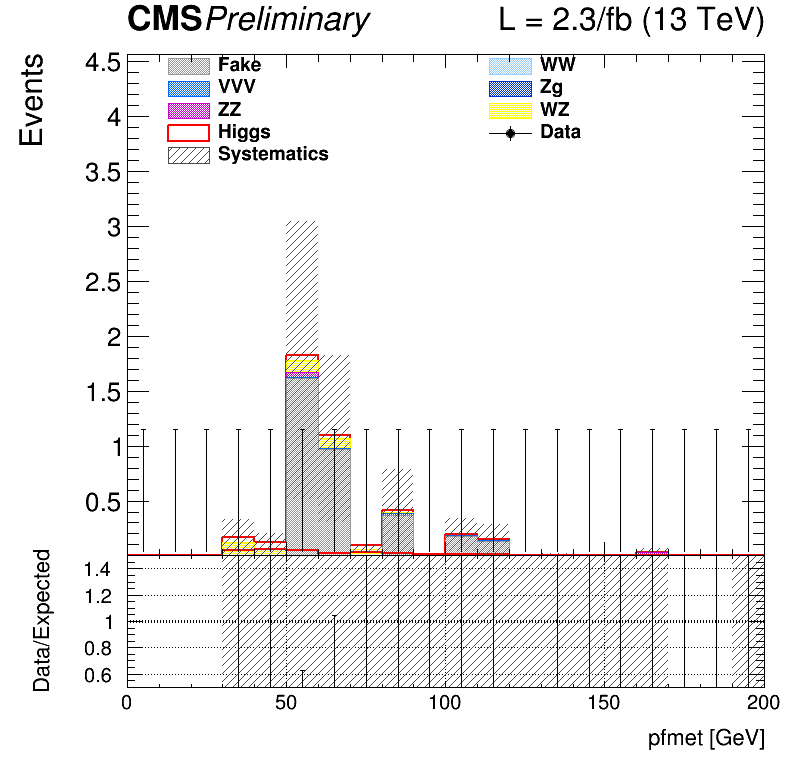 CMS Preliminary L = 2.3/fb (13 TeV)
Events
4.5
4
3.5
3
2.5
2
1.5
1
0.5
Fake WW
VVV Zg
ZZ WZ
Higgs Data
Systematics
Data/Expected
1.4
1.2
1
0.8
0.6
0 50 100 150 200
pfmet [GeV]